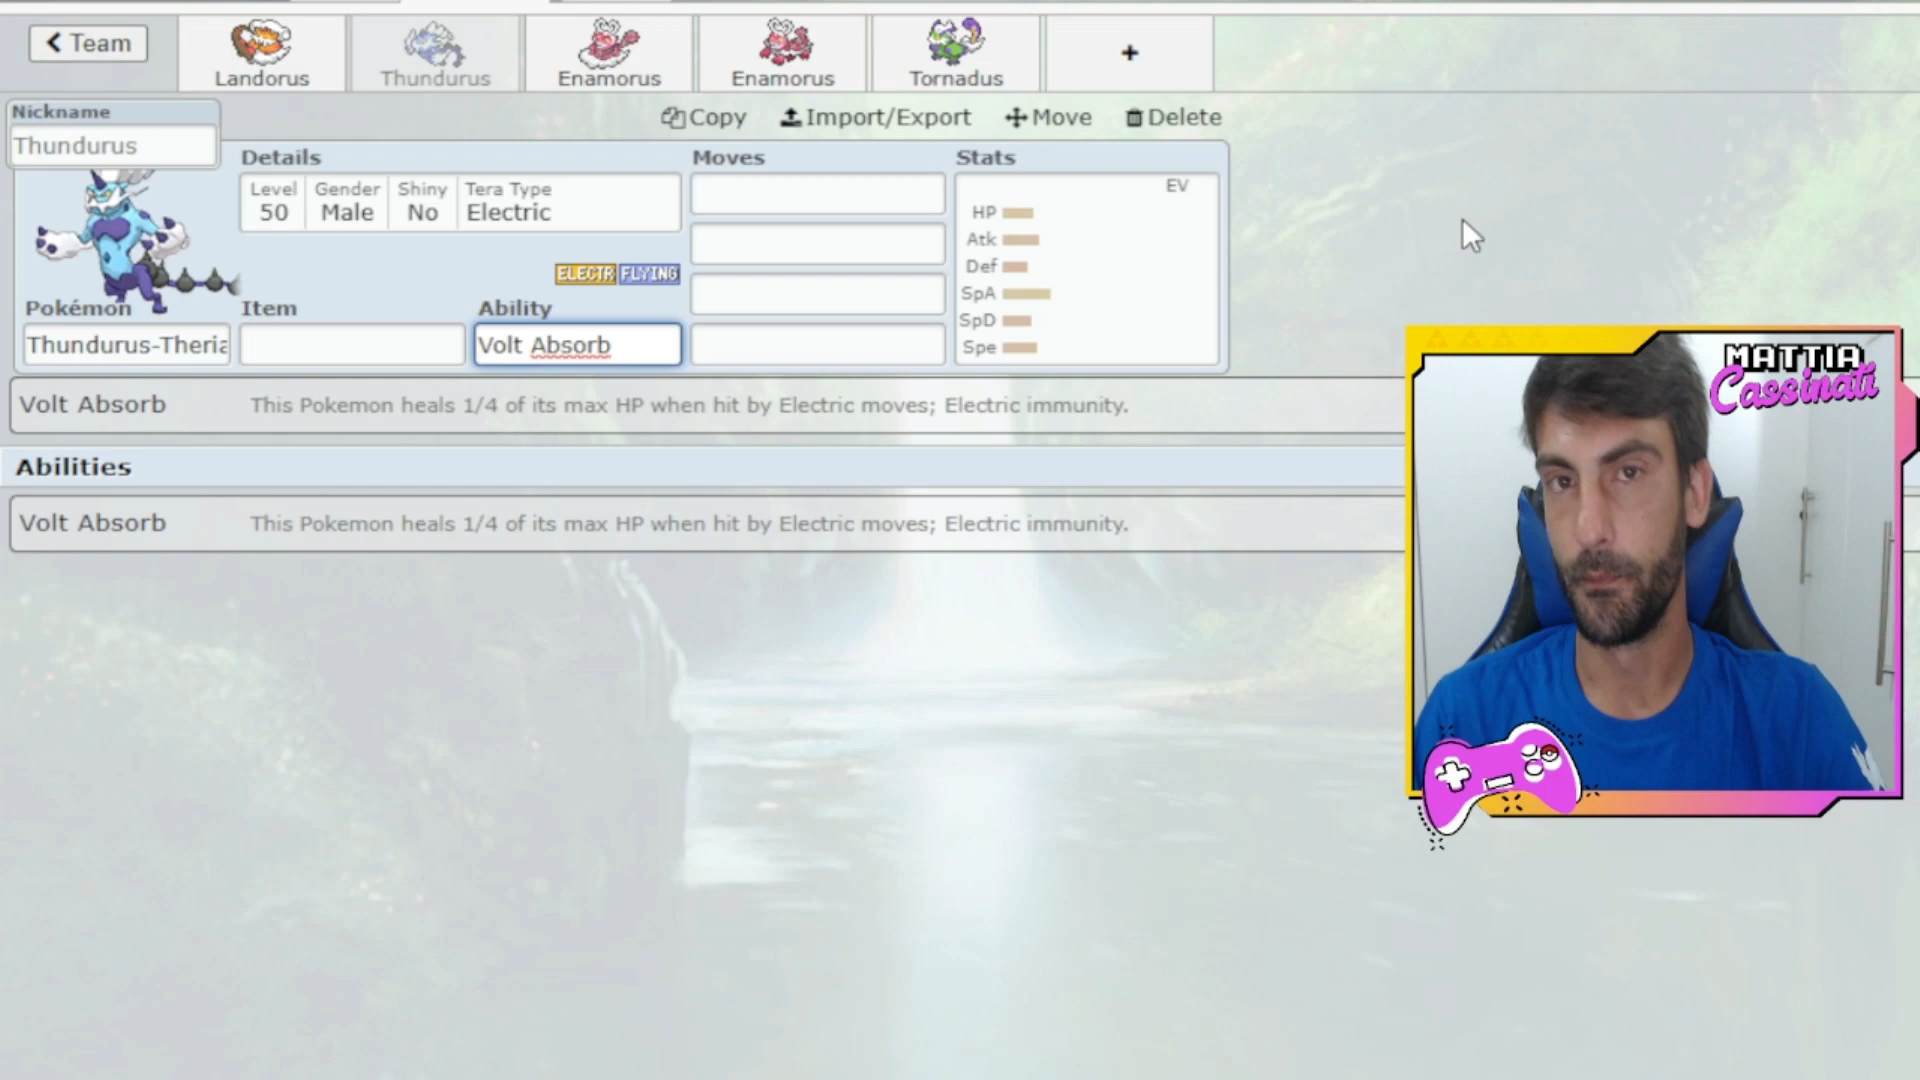 Team
Landorus
Thundurus
Enamorus
Enamorus
Tornadus
+
Nickname
Thundurus
Copy
Import/Export
Move
Delete
Details
Moves
Stats
Level
Gender
Shiny
Tera Type
50
Male
No
Electric
EV
HP
Atk
Def
SpA
SpD
Spe
ELECTR
FLYING
Pokémon
Item
Ability
Thundurus-Theria
Volt Absorb
Volt Absorb This Pokemon heals 1/4 of its max HP when hit by Electric moves; Electric immunity.
Abilities
Volt Absorb This Pokemon heals 1/4 of its max HP when hit by Electric moves; Electric immunity.
MATTIA
Cassinati